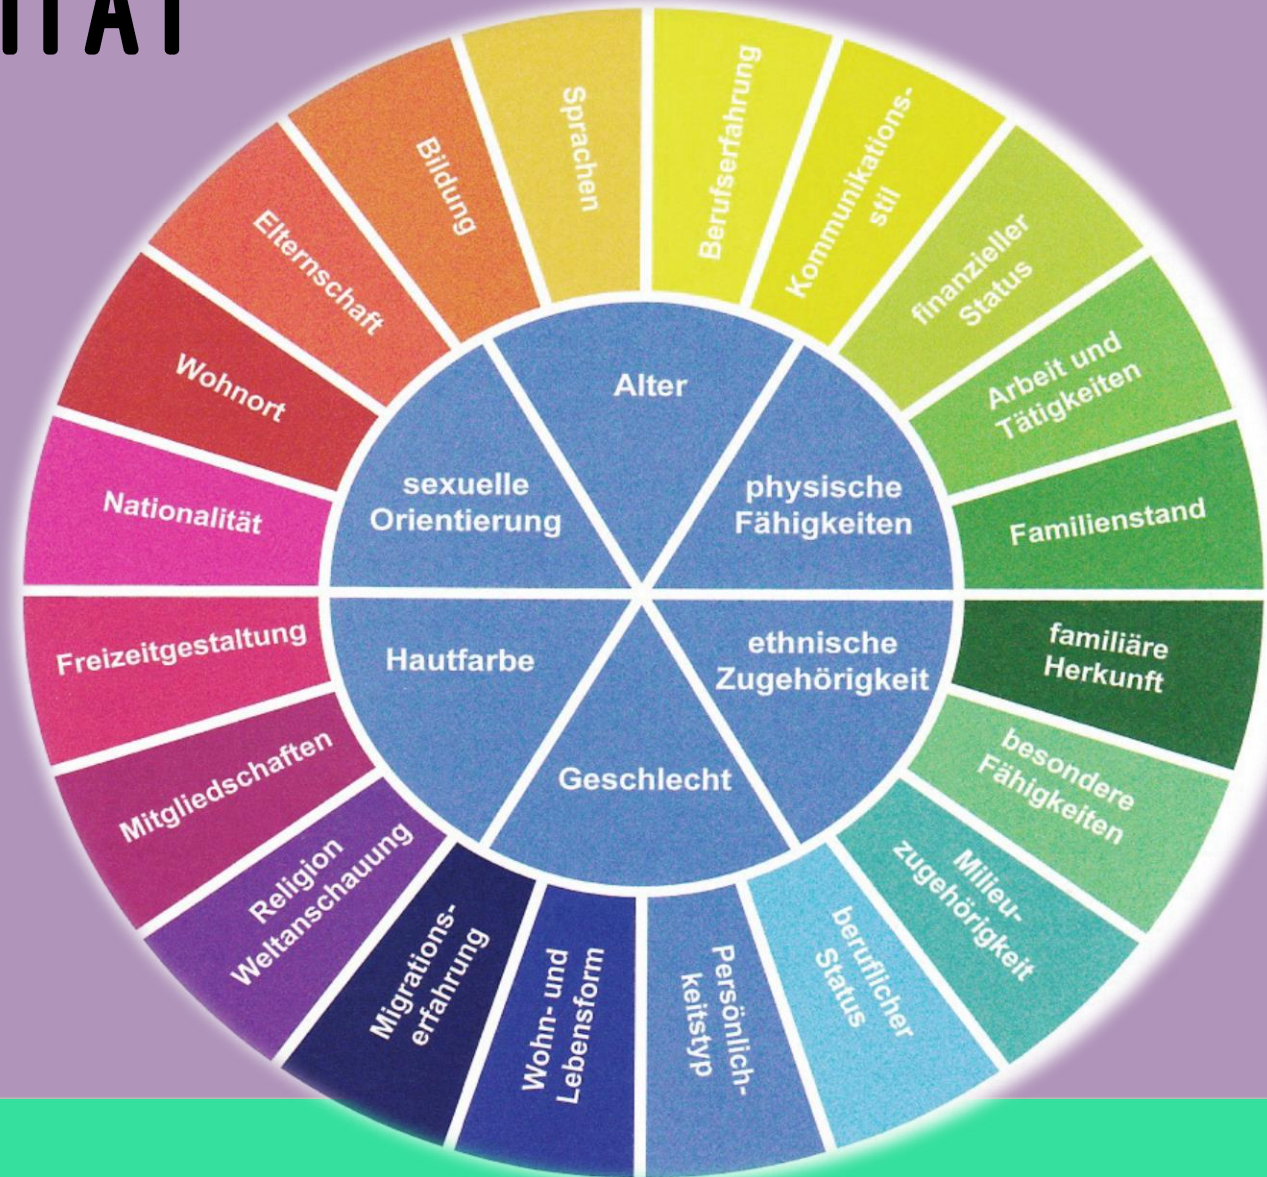 ITÄT
Sprachen
Berufserfahrung
Kommunikations-
stil
finanzieller
Status
Arbeit und
Tätigkeiten
Familienstand
familiäre
Herkunft
besondere
Fähigkeiten
Milieu-
zugehörigkeit
beruflicher
Status
Persönlich-
keitstyp
Wohn- und
Lebensform
Migrations-
erfahrung
Religion
Weltanschauung
Mitgliedschaften
Freizeitgestaltung
Nationalität
Wohnort
Elternschaft
Bildung
Alter
physische
Fähigkeiten
ethnische
Zugehörigkeit
Geschlecht
Hautfarbe
sexuelle
Orientierung